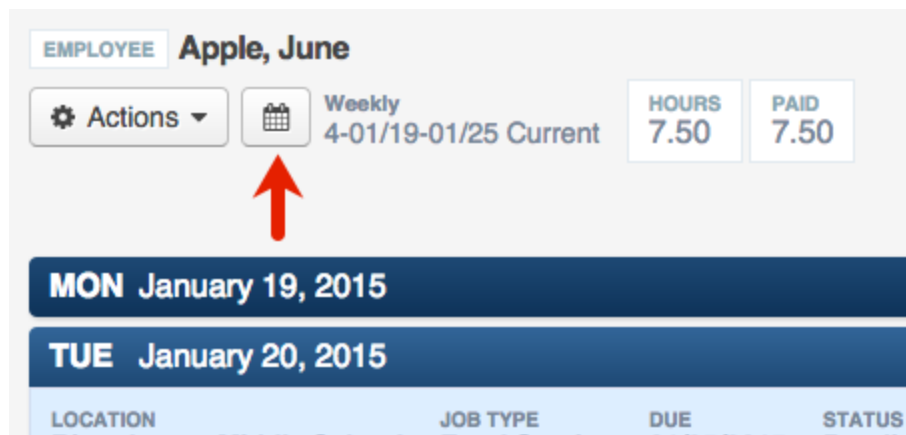 EMPLOYEE Apple, June
Actions Weekly HOURS PAID
4-01/19-01/25 Current 7.50 7.50
MON January 19, 2015
TUE January 20, 2015
LOCATION JOB TYPE DUE STATUS